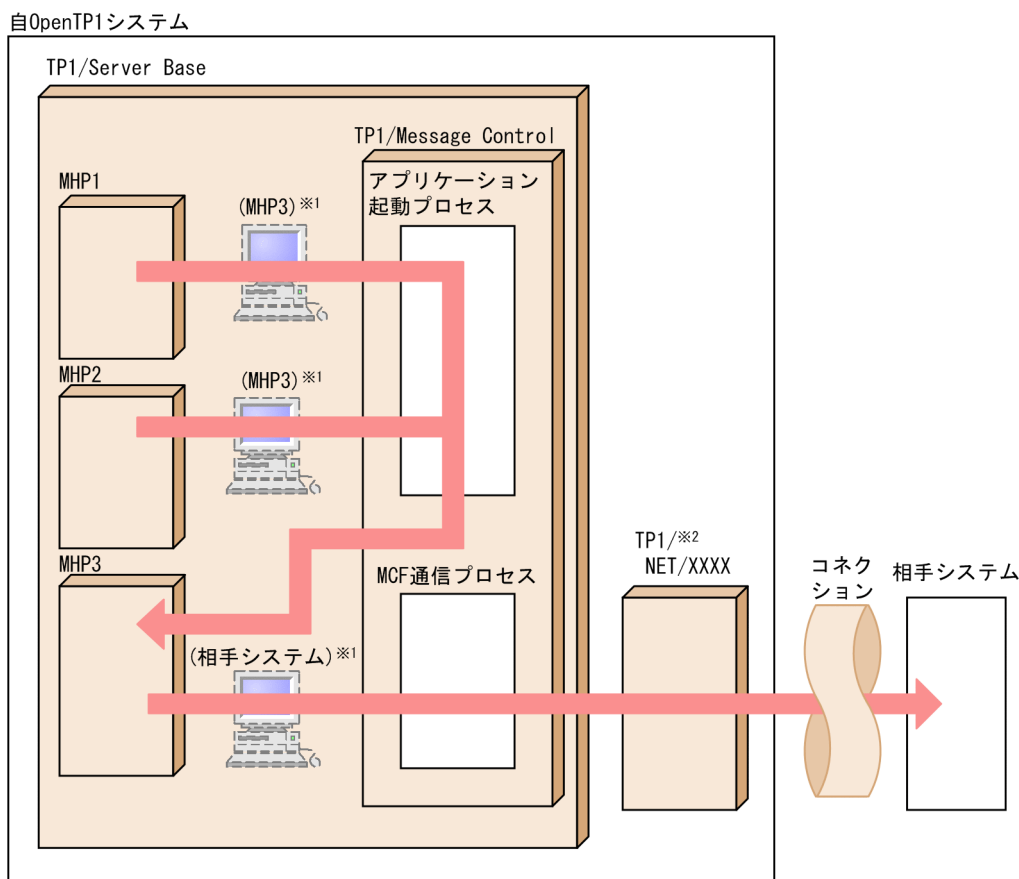 自OpenTP1システム
TP1/Server Base
TP1/Message Control
MHP1
(MHP3)※1
アプリケーション
起動プロセス
MHP2
(MHP3)※1
MHP3
MCF通信プロセス
(相手システム)※1
TP1/※2
NET/XXXX
コネク
ション
相手システム